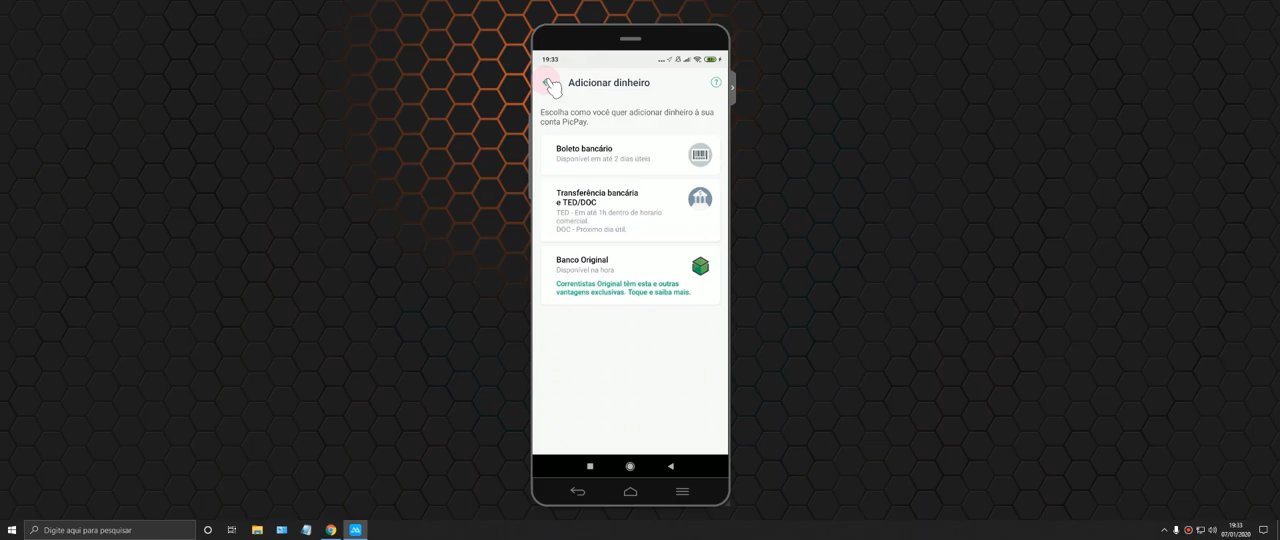 19:33
Adicionar dinheiro
?
Escolha como você quer adicionar dinheiro à sua
conta PicPay.
Boleto bancário
Disponível em até 2 dias úteis
Transferência bancária
e TED/DOC
TED - Em até 1h dentro de horario
comercial.
DOC - Próximo dia útil.
Banco Original
Disponível na hora
Correntistas Original têm esta e outras
vantagens exclusivas. Toque e saiba mais.
Digite aqui para pesquisar
19:33
07/01/2020